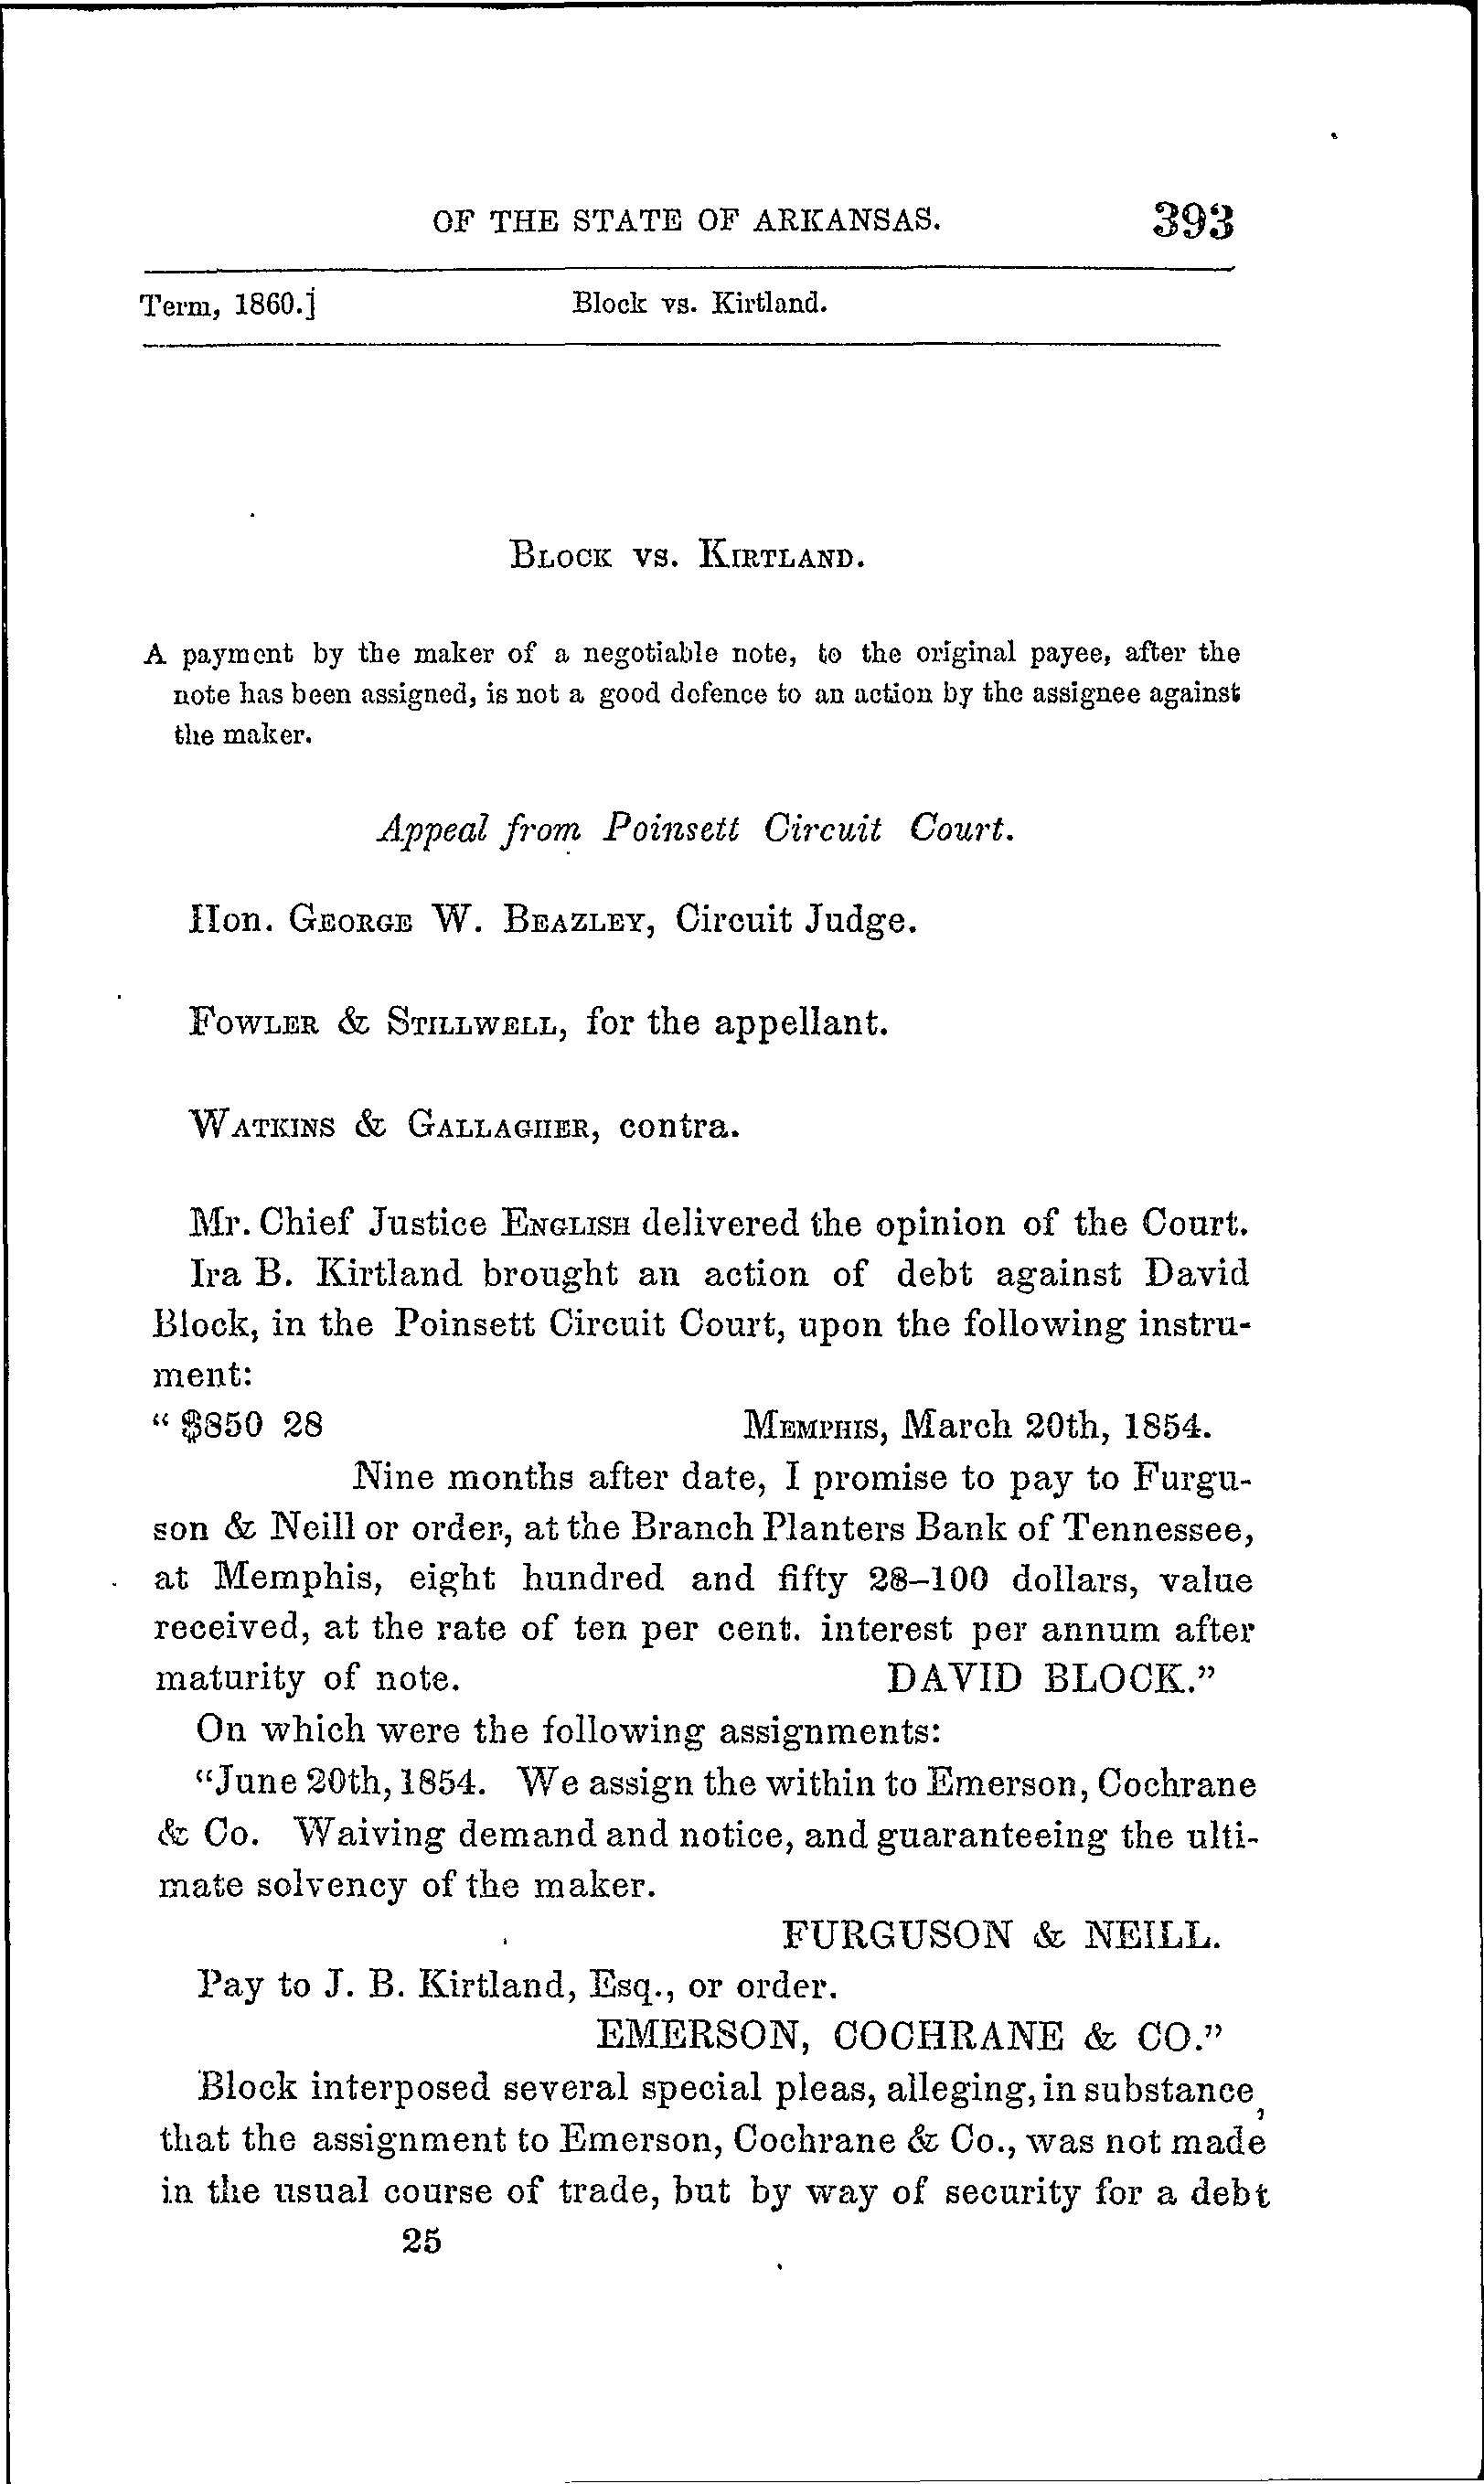 OF THE STATE OF ARKANSAS. 393
Term, 1860.] Block vs. Kirtland.
BLOCK vs. KIRTLAND.
A payment by the maker of a negotiable note, to the original payee, after the
note has been assigned, is not a good defence to an action by the assignee against
the maker.
Appeal from Poinsett Circuit Court.
Hon. GEORGE W. BEAZLEY, Circuit Judge.
FOWLER & STILLWELL, for the appellant.
WATKINS & GALLAGHER, contra.
Mr. Chief Justice ENGLISH delivered the opinion of the Court.
Ira B. Kirtland brought an action of debt against David
Block, in the Poinsett Circuit Court, upon the following instru-
ment:
“ $850 28 MEMPHIS, March 20th, 1854.
Nine months after date, I promise to pay to Furgu-
son & Neill or order, at the Branch Planters Bank of Tennessee,
at Memphis, eight hundred and fifty 28–100 dollars, value
received, at the rate of ten per cent. interest per annum after
maturity of note. DAVID BLOCK.”
On which were the following assignments:
“June 20th, 1854. We assign the within to Emerson, Cochrane
& Co. Waiving demand and notice, and guaranteeing the ulti-
mate solvency of the maker.
FURGUSON & NEILL.
Pay to J. B. Kirtland, Esq., or order.
EMERSON, COCHRANE & CO.”
Block interposed several special pleas, alleging, in substance,
that the assignment to Emerson, Cochrane & Co., was not made
in the usual course of trade, but by way of security for a debt
25